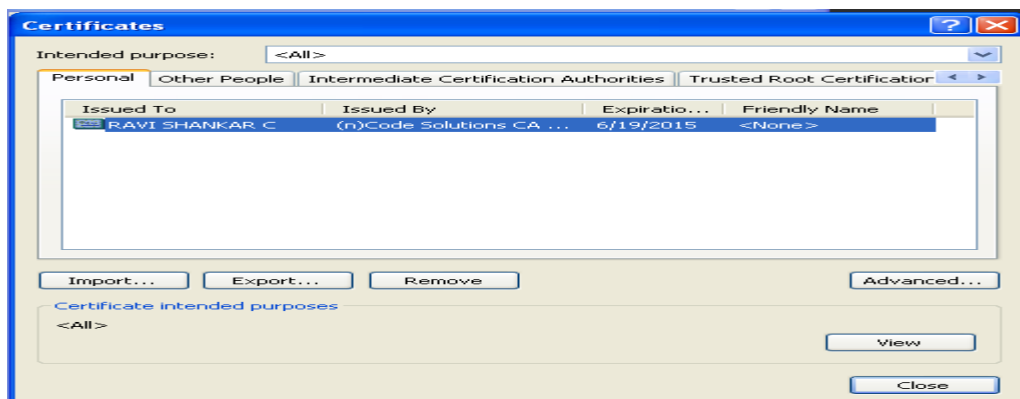 Certificates
Intended purpose: <All>
Personal Other People Intermediate Certification Authorities Trusted Root Certification
Issued To Issued By Expiratio... Friendly Name
RAVI SHANKAR C (n)Code Solutions CA ... 6/19/2015 <None>
Import... Export... Remove Advanced...
Certificate intended purposes
<All>
View
Close